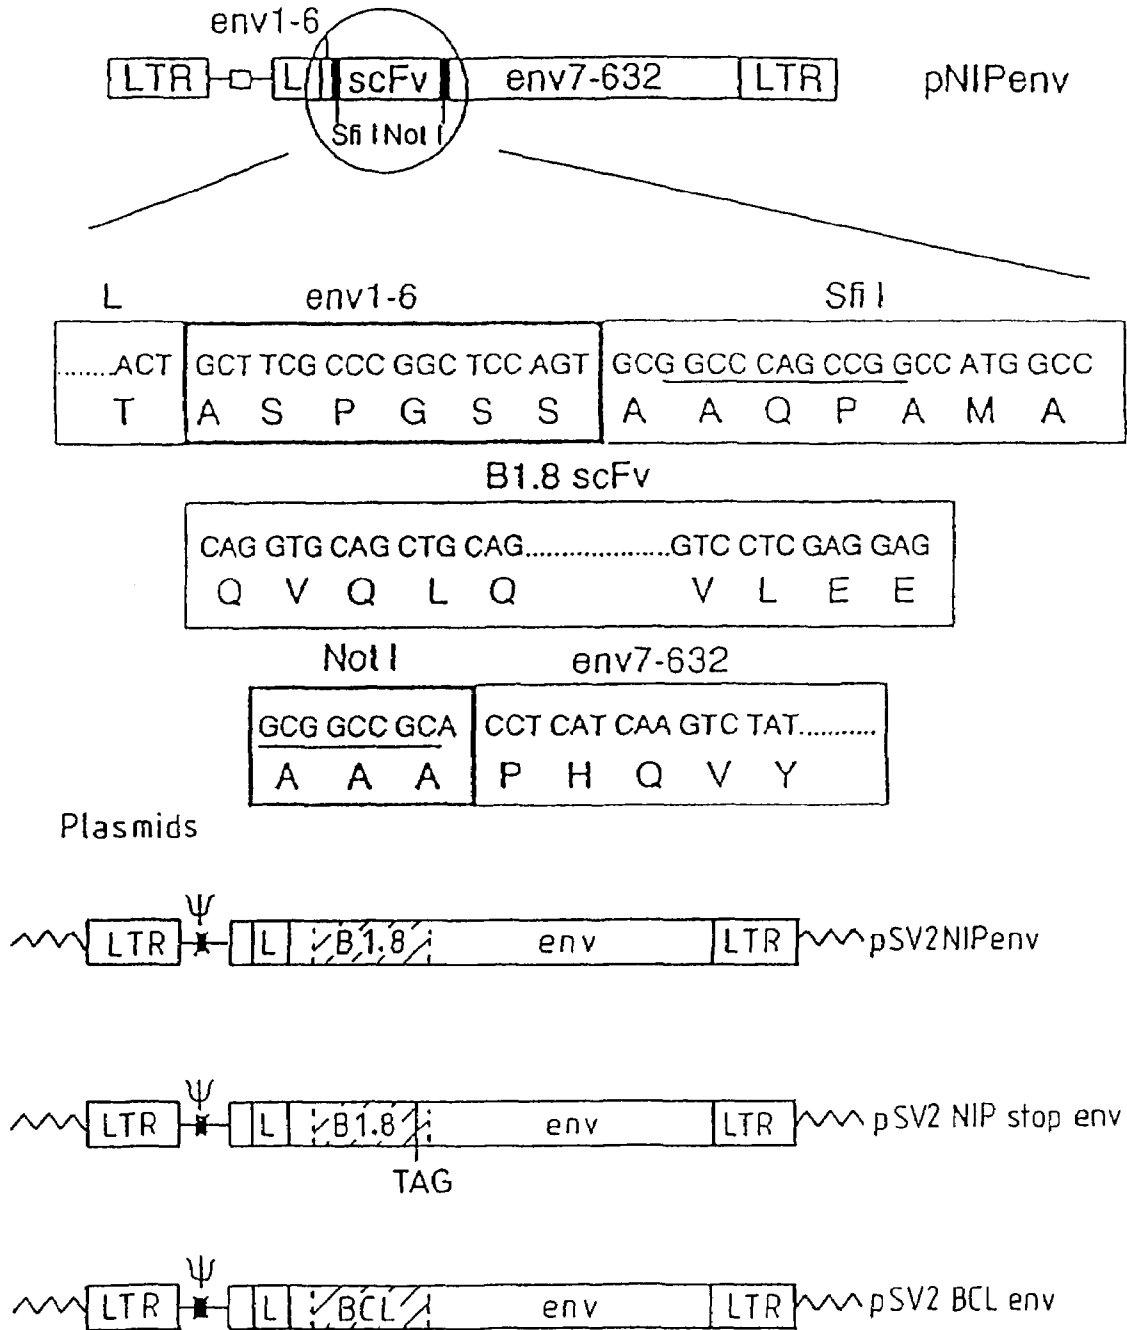 env1-6
LTR L scFv env7-632 LTR pNIPenv
Sfi I Not I
L env1-6 Sfi I
........ACT GCT TCG CCC GGC TCC AGT GCG GCC CAG CCG GCC ATG GCC
T A S P G S S A A Q P A M A
B1.8 scFv
CAG GTG CAG CTG CAG....................GTC CTC GAG GAG
Q V Q L Q V L E E
Not I env7-632
GCG GCC GCA CCT CAT CAA GTC TAT...........
A A A P H Q V Y
Plasmids
Ψ
LTR L B1.8 env LTR pSV2NIPenv
Ψ
LTR L B1.8 env LTR pSV2 NIP stop env
TAG
Ψ
LTR L BCL env LTR pSV2 BCL env